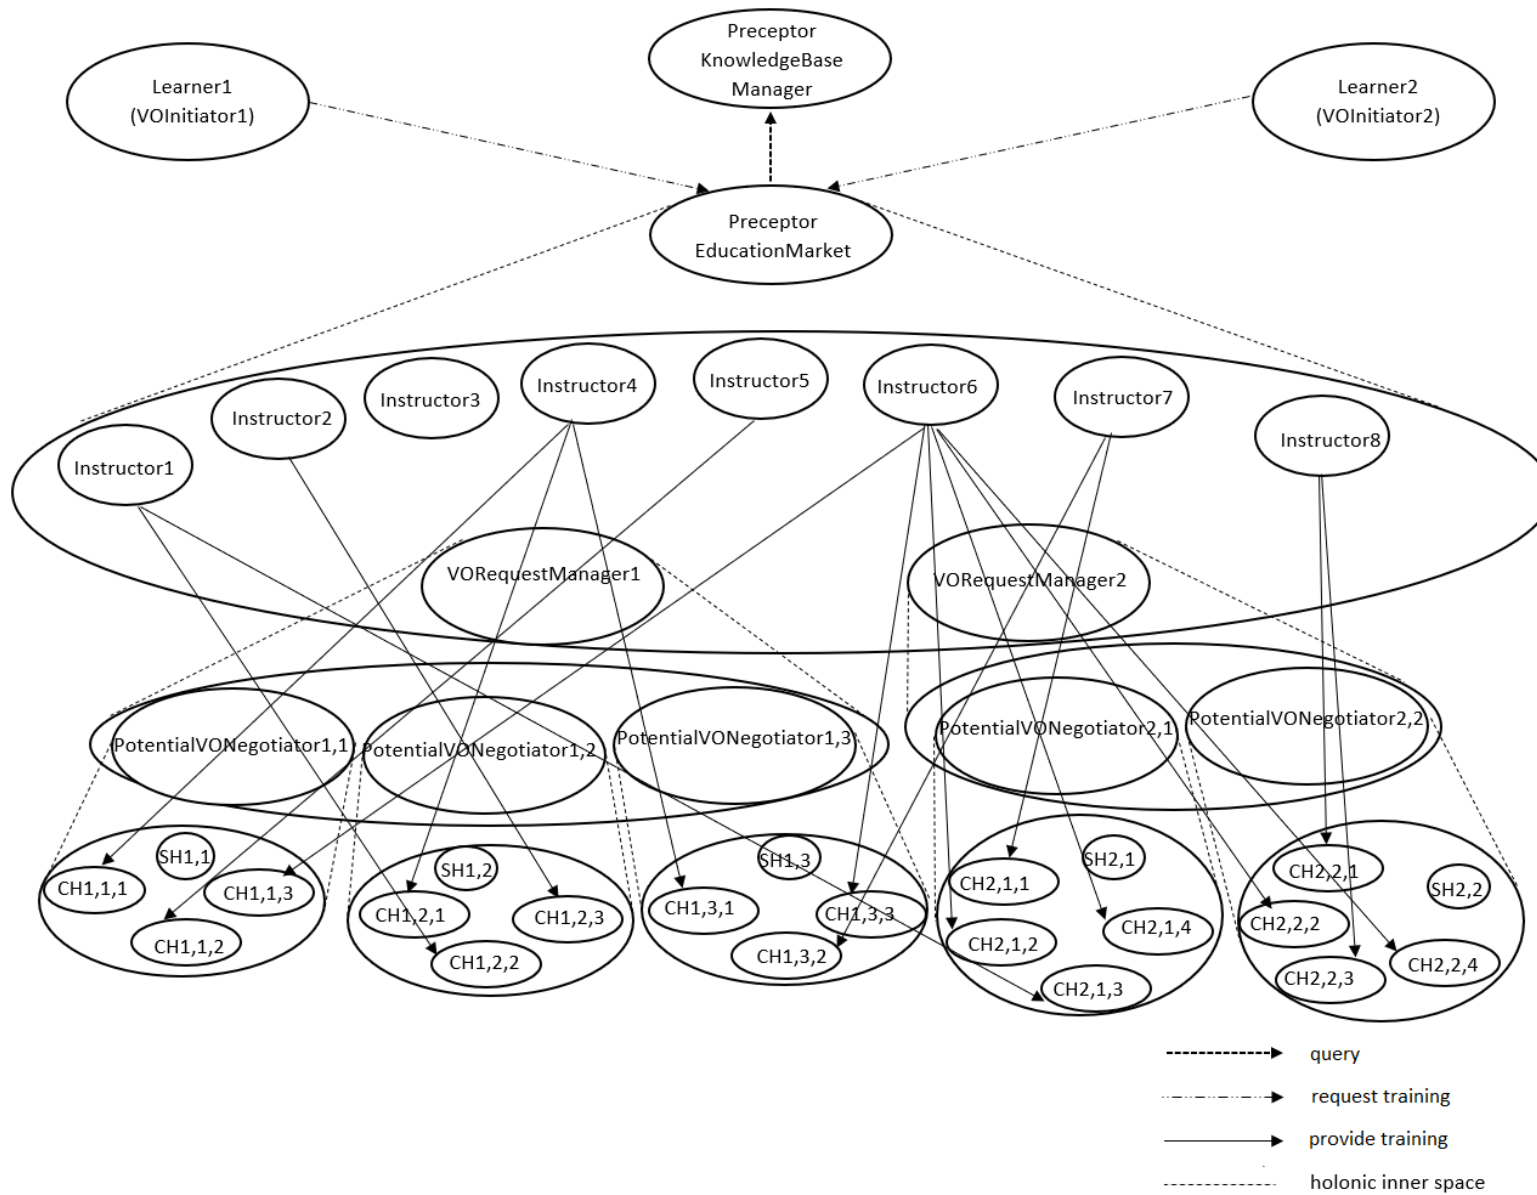 Preceptor
KnowledgeBase
Manager
Learner1
(VOInitiator1)
Learner2
(VOInitiator2)
Preceptor
EducationMarket
Instructor1
Instructor2
Instructor3
Instructor4
Instructor5
Instructor6
Instructor7
Instructor8
VORequestManager1
VORequestManager2
PotentialVONegotiator1,1
PotentialVONegotiator1,2
PotentialVONegotiator1,3
PotentialVONegotiator2,1
PotentialVONegotiator2,2
SH1,1
CH1,1,1
CH1,1,3
CH1,1,2
SH1,2
CH1,2,1
CH1,2,3
CH1,2,2
SH1,3
CH1,3,1
CH1,3,3
CH1,3,2
SH2,1
CH2,1,1
CH2,1,4
CH2,1,2
CH2,1,3
CH2,2,1
SH2,2
CH2,2,2
CH2,2,4
CH2,2,3
query
request training
provide training
holonic inner space